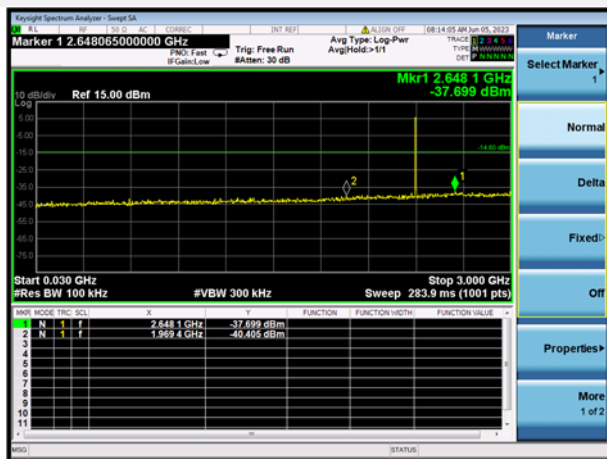 Keysight Spectrum Analyzer - Swept SA
RL RF 50 Ω AC CORREC INT REF ALIGN OFF 08:14:05 AM Jun 05, 2023
Marker 1 2.648065000000 GHz
PNO: Fast
IFGain:Low
Trig: Free Run
#Atten: 30 dB
Avg Type: Log-Pwr
Avg|Hold:>1/1
TRACE 1 2 3 4 5 6
TYPE M W W W W W
DET P N N N N N
Mkr1 2.648 1 GHz
-37.699 dBm
10 dB/div Ref 15.00 dBm
Log
5.00
-5.00
-15.0
-14.60 dBm
-25.0
-35.0
-45.0
-55.0
-65.0
-75.0
2
1
Start 0.030 GHz Stop 3.000 GHz
#Res BW 100 kHz #VBW 300 kHz Sweep 283.9 ms (1001 pts)
MKR MODE TRC SCL X Y FUNCTION FUNCTION WIDTH FUNCTION VALUE
1 N 1 f 2.648 1 GHz -37.699 dBm
2 N 1 f 1.969 4 GHz -40.405 dBm
3
4
5
6
7
8
9
10
11
MSG STATUS
Marker
Select Marker
1
Normal
Delta
Fixed
Off
Properties
More
1 of 2